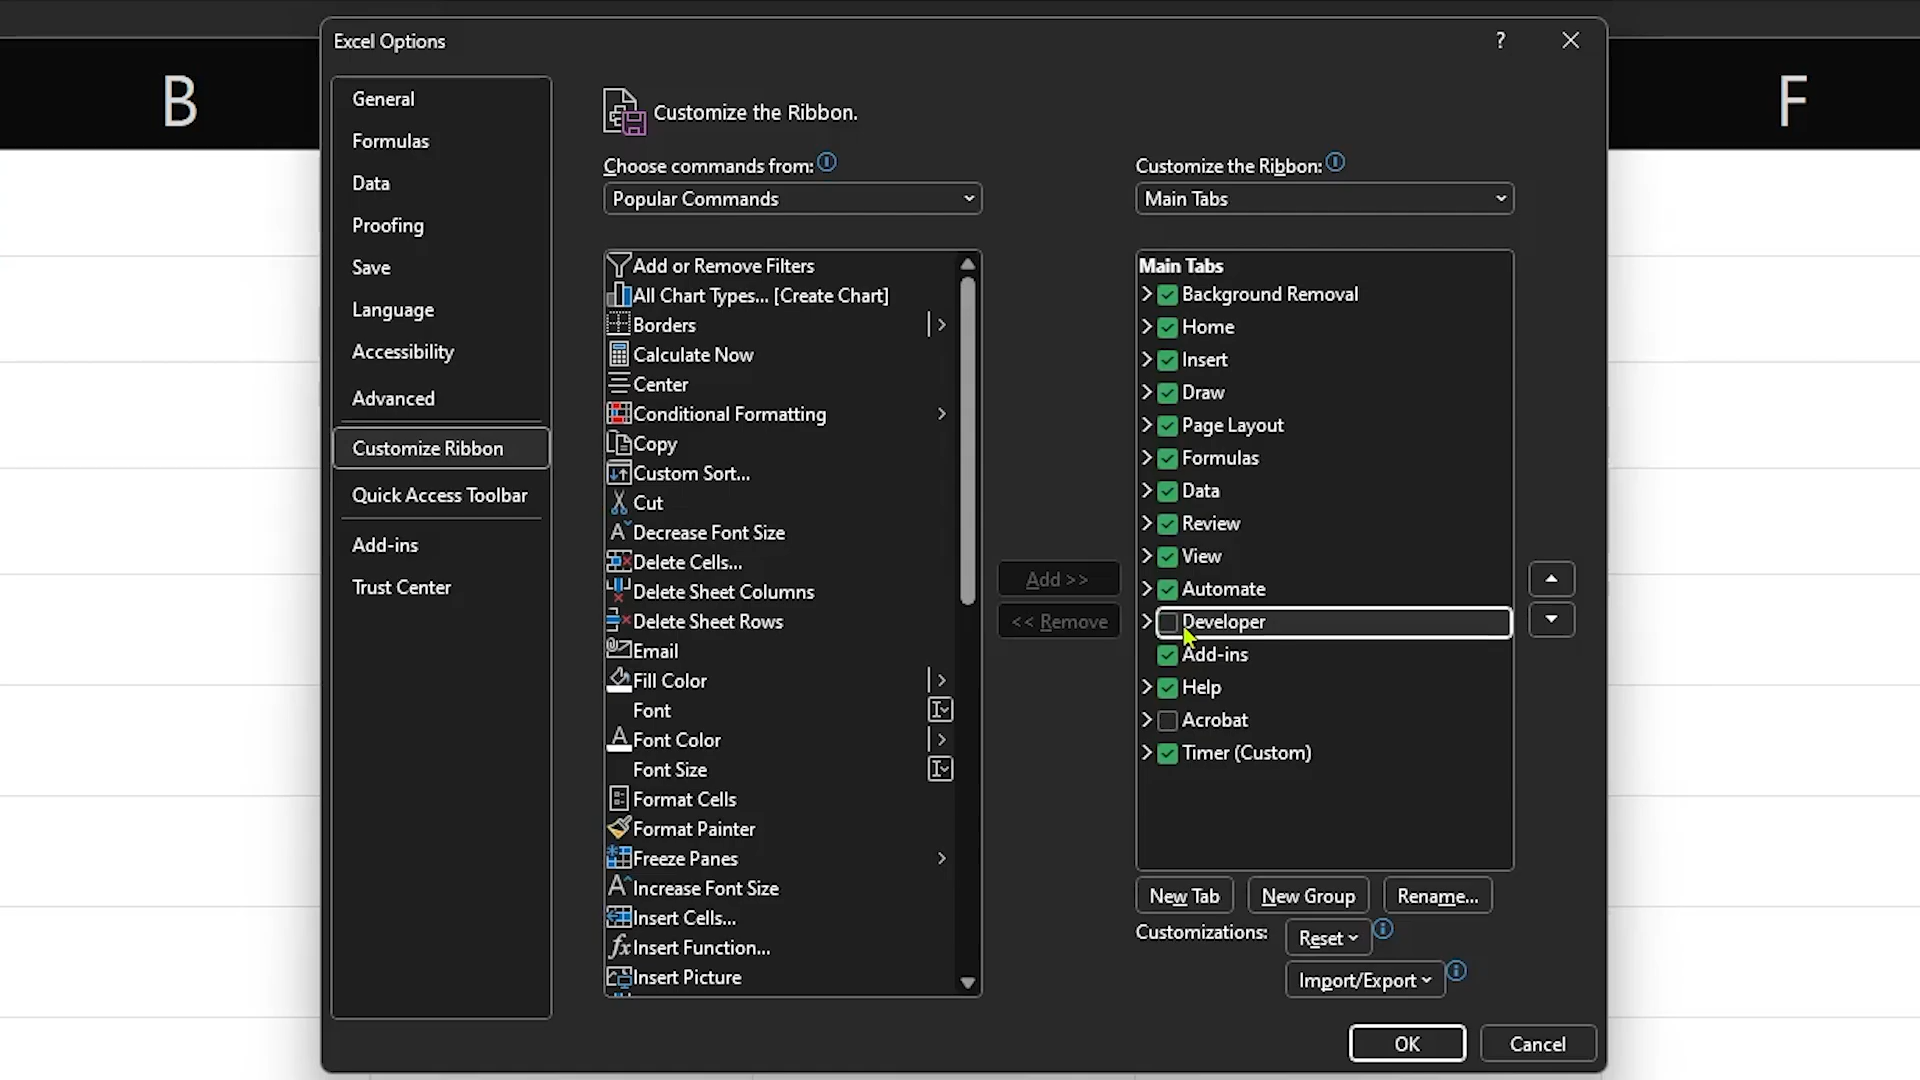 Excel Options
?
B
F
General
Formulas
Data
Proofing
Save
Language
Accessibility
Advanced
Customize Ribbon
Quick Access Toolbar
Add-ins
Trust Center
Customize the Ribbon.
Choose commands from:
Popular Commands
Add or Remove Filters
All Chart Types... [Create Chart]
Borders
Calculate Now
Center
Conditional Formatting
Copy
Custom Sort...
Cut
Decrease Font Size
Delete Cells...
Delete Sheet Columns
Delete Sheet Rows
Email
Fill Color
Font
Font Color
Font Size
Format Cells
Format Painter
Freeze Panes
Increase Font Size
Insert Cells...
Insert Function...
Insert Picture
Add >>
<< Remove
Customize the Ribbon:
Main Tabs
Main Tabs
Background Removal
Home
Insert
Draw
Page Layout
Formulas
Data
Review
View
Automate
Developer
Add-ins
Help
Acrobat
Timer (Custom)
New Tab
New Group
Rename...
Customizations:
Reset
Import/Export
OK
Cancel